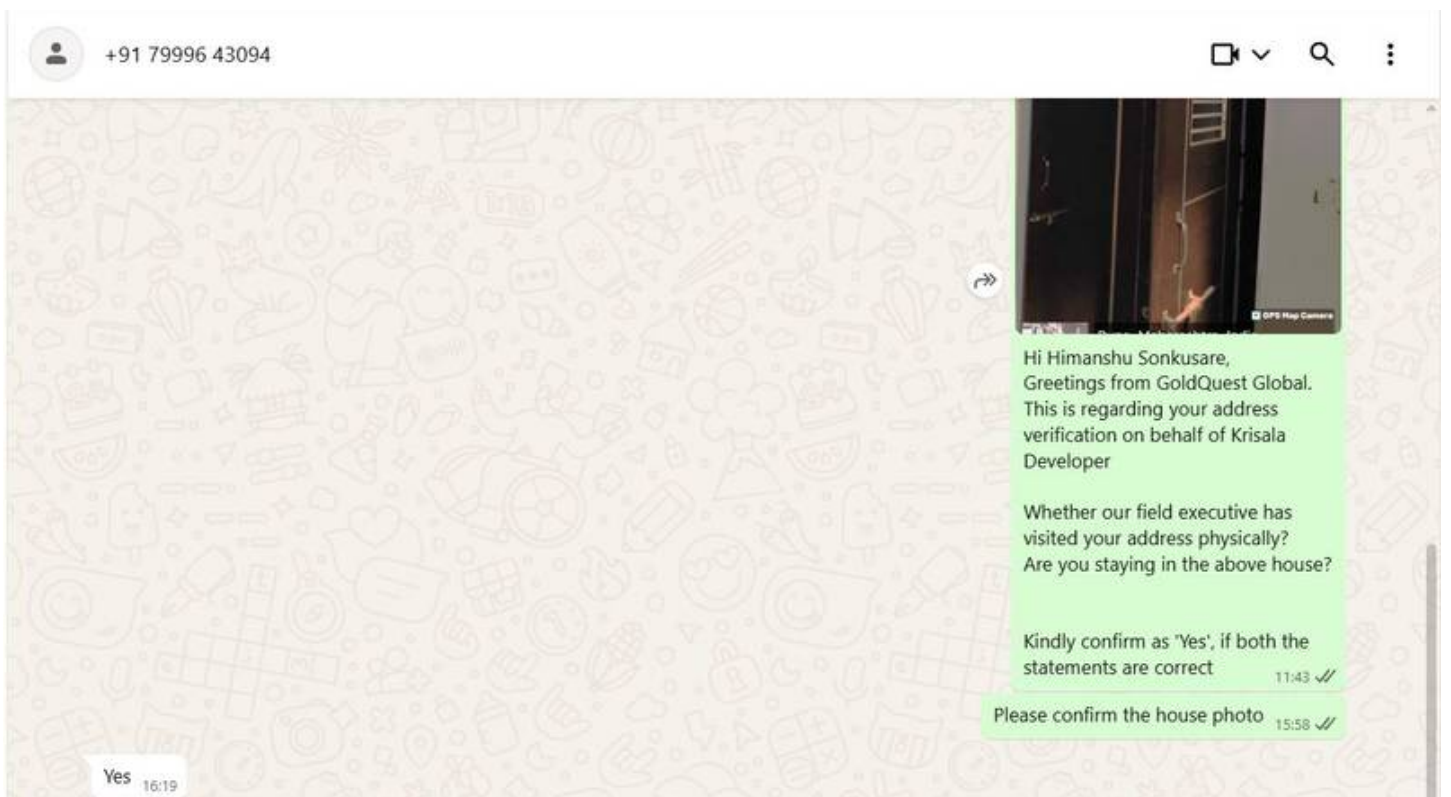 +91 79996 43094
GPS Map Camera
Hi Himanshu Sonkusare,
Greetings from GoldQuest Global.
This is regarding your address
verification on behalf of Krisala
Developer
Whether our field executive has
visited your address physically?
Are you staying in the above house?
Kindly confirm as 'Yes', if both the
statements are correct
11:43
Please confirm the house photo 15:58
Yes 16:19